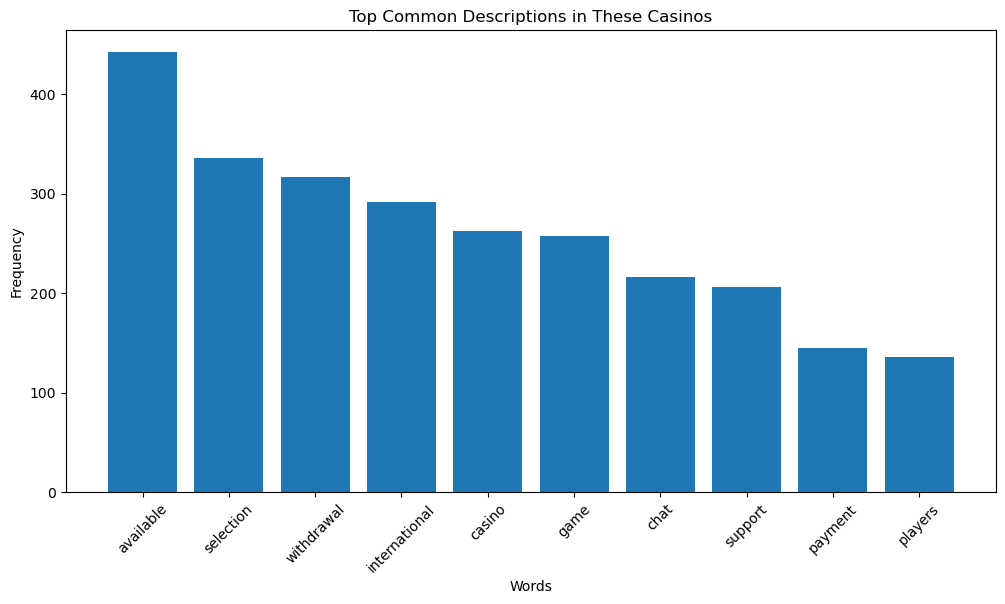 Top Common Descriptions in These Casinos
Frequency
400
300
200
100
0
available
selection
withdrawal
international
casino
game
chat
support
payment
players
Words